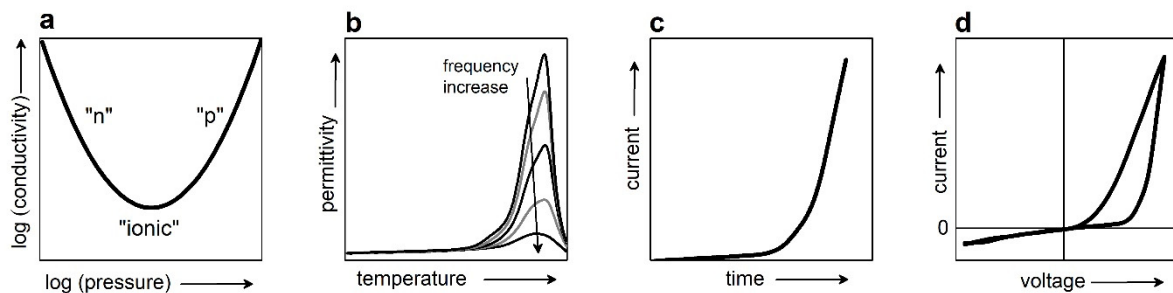 a
log (conductivity)
"n"
"p"
"ionic"
log (pressure)
b
permittivity
frequency
increase
temperature
c
current
time
d
current
0
voltage